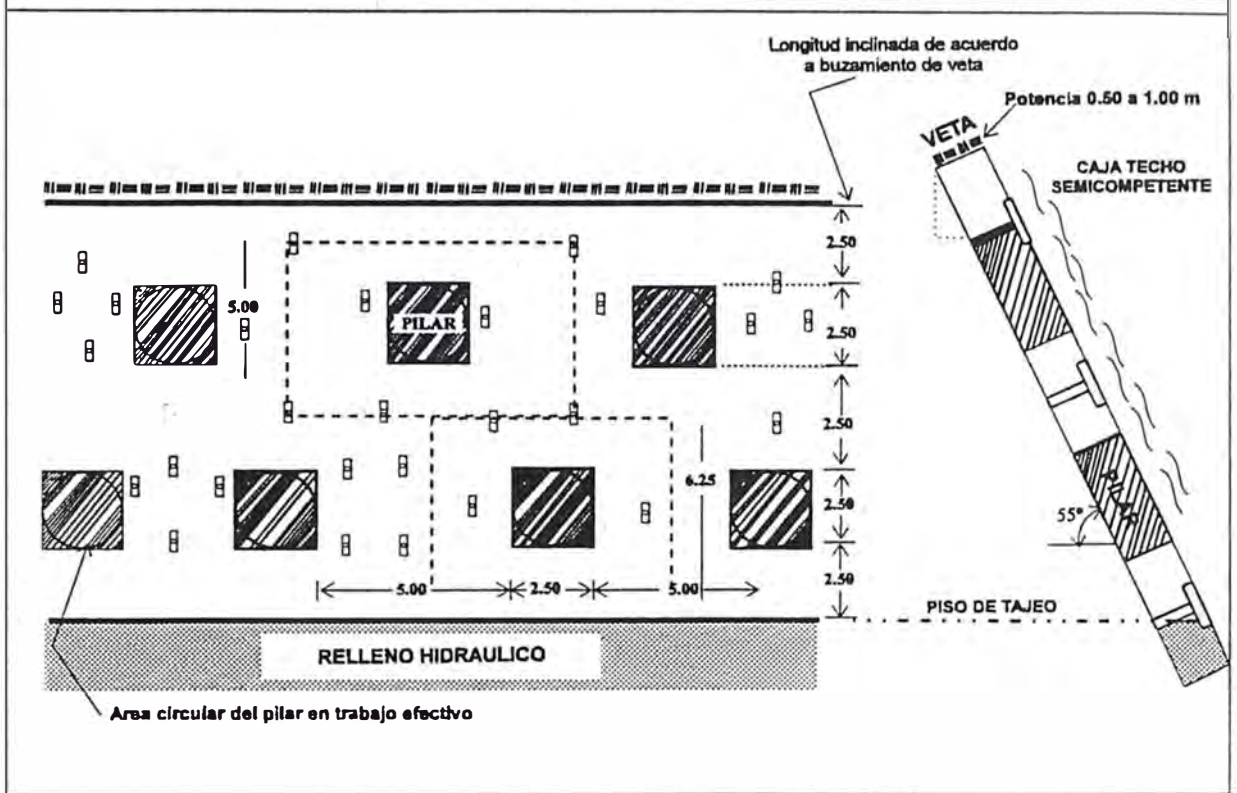 Longitud inclinada de acuerdo
a buzamiento de veta
Potencia 0.50 a 1.00 m
VETA
CAJA TECHO
SEMICOMPETENTE
2.50
5.00
PILAR
2.50
2.50
6.25
2.50
55°
PILAR
5.00
2.50
5.00
2.50
PISO DE TAJEO
RELLENO HIDRAULICO
Area circular del pilar en trabajo efectivo